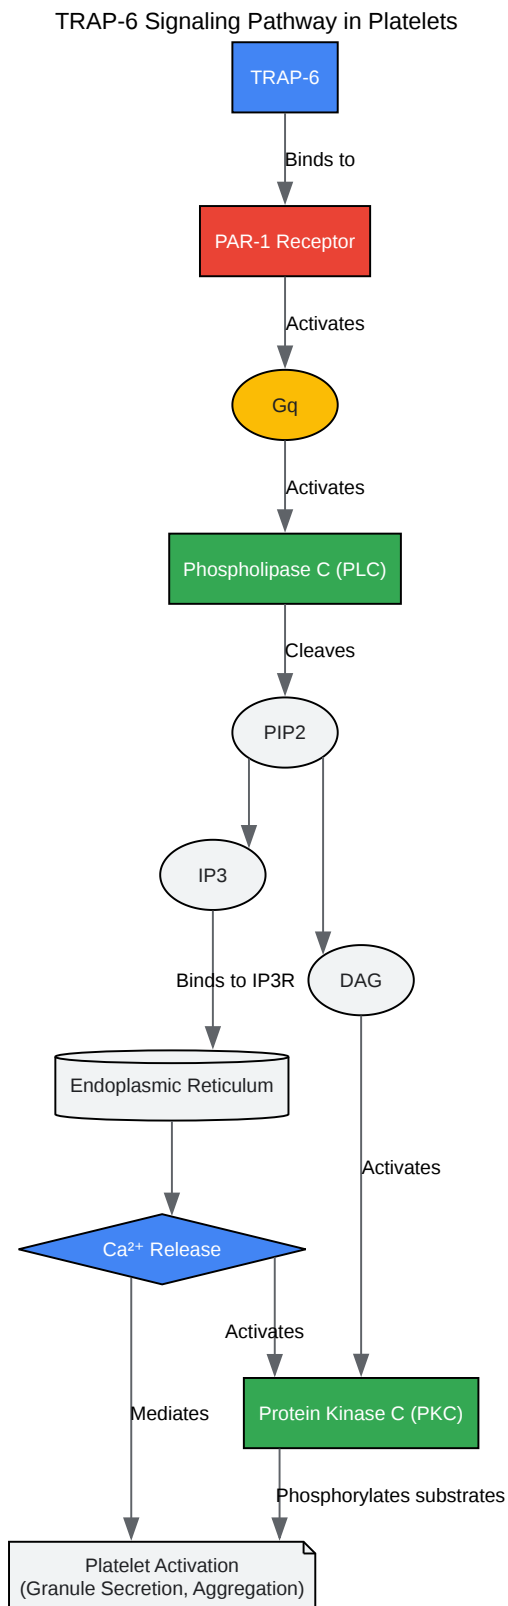 TRAP-6 Signaling Pathway in Platelets
TRAP-6
Binds to
PAR-1 Receptor
Activates
Gq
Activates
Phospholipase C (PLC)
Cleaves
PIP2
IP3
Binds to IP3R
DAG
Endoplasmic Reticulum
Activates
Ca²⁺ Release
Activates
Mediates
Protein Kinase C (PKC)
Phosphorylates substrates
Platelet Activation
(Granule Secretion, Aggregation)